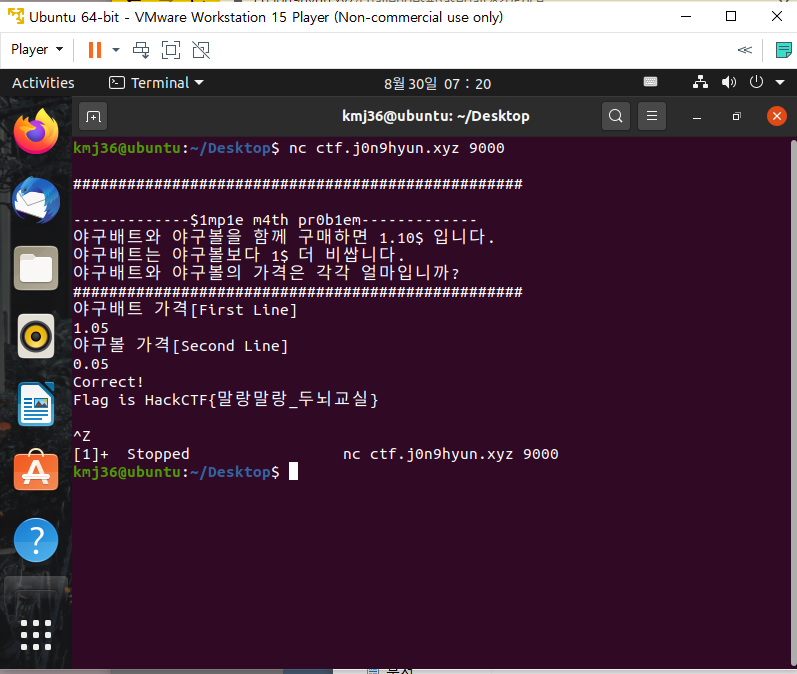 Ubuntu 64-bit - VMware Workstation 15 Player (Non-commercial use only)
Player
Activities
Terminal
8월 30일 07 : 20
kmj36@ubuntu: ~/Desktop
kmj36@ubuntu:~/Desktop$ nc ctf.j0n9hyun.xyz 9000
##################################################
-------------$1mp1e m4th pr0b1em-------------
야구배트와 야구볼을 함께 구매하면 1.10$ 입니다.
야구배트는 야구볼보다 1$ 더 비쌉니다.
야구배트와 야구볼의 가격은 각각 얼마입니까?
##################################################
야구배트 가격[First Line]
1.05
야구볼 가격[Second Line]
0.05
Correct!
Flag is HackCTF{말랑말랑_두뇌교실}
^Z
[1]+  Stopped                 nc ctf.j0n9hyun.xyz 9000
kmj36@ubuntu:~/Desktop$